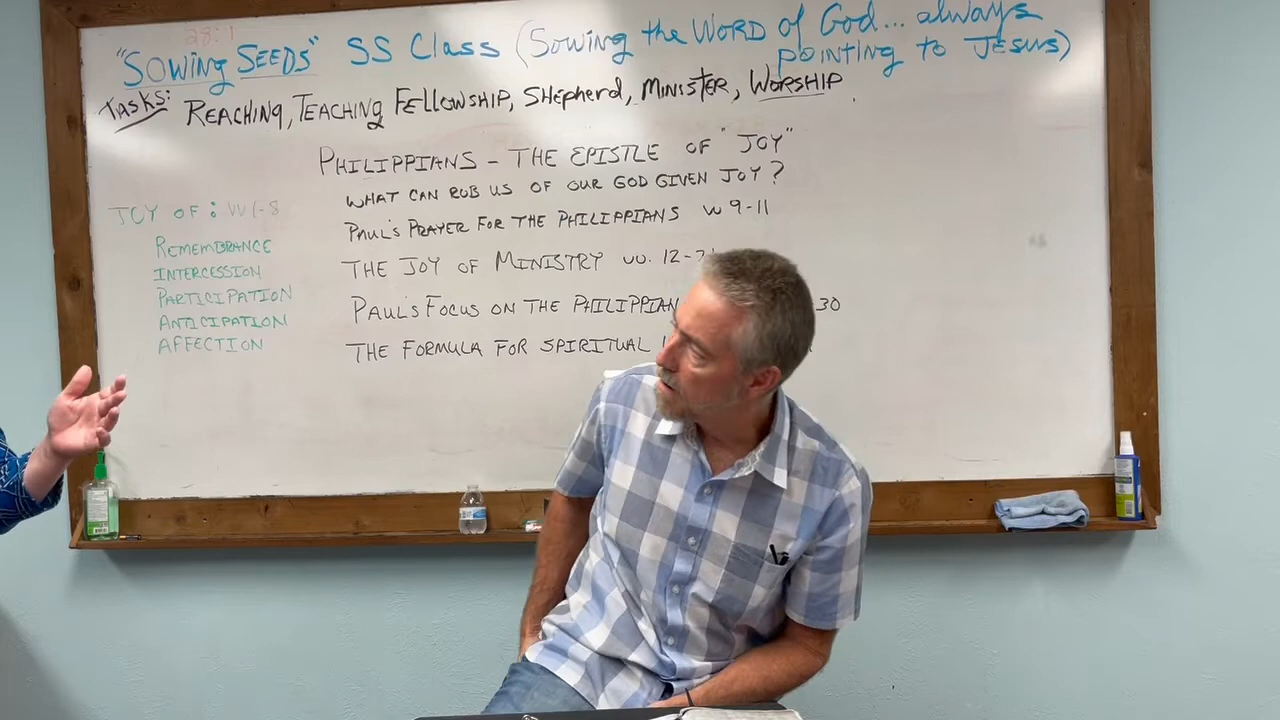 28:1
"SOWING SEEDS" SS Class (SOWING the WORD of God... always
pointing to JESUS)
TASKS: REACHING, TEACHING FELLOWSHIP, SHEPHERD, MINISTER, WORSHIP
PHILIPPIANS - THE EPISTLE OF "JOY"
WHAT CAN ROB US OF OUR GOD GIVEN JOY?
PAUL'S PRAYER FOR THE PHILIPPIANS VV 9-11
THE JOY OF MINISTRY VV. 12-
PAUL'S FOCUS ON THE PHILIPPIAN 30
THE FORMULA FOR SPIRITUAL
JOY OF: VV 1-8
REMEMBRANCE
INTERCESSION
PARTICIPATION
ANTICIPATION
AFFECTION